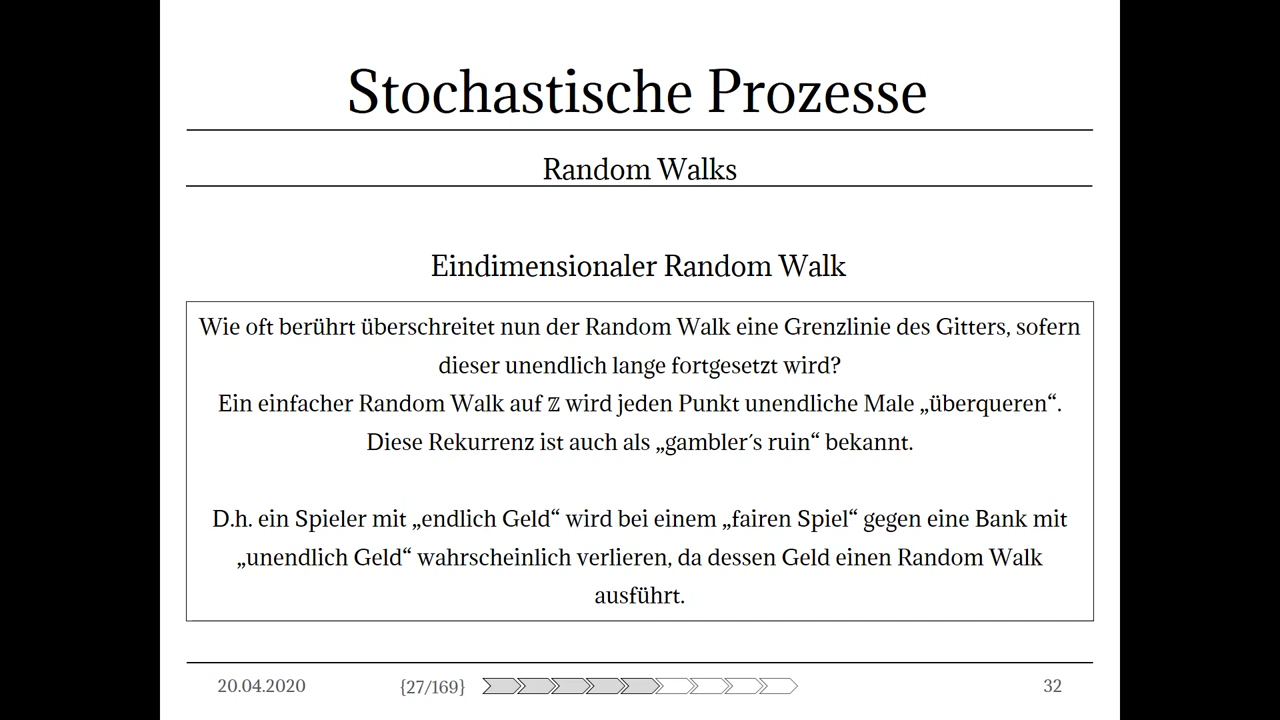 Stochastische Prozesse
Random Walks
Eindimensionaler Random Walk
Wie oft berührt überschreitet nun der Random Walk eine Grenzlinie des Gitters, sofern
dieser unendlich lange fortgesetzt wird?
Ein einfacher Random Walk auf ℤ wird jeden Punkt unendliche Male „überqueren“.
Diese Rekurrenz ist auch als „gambler´s ruin“ bekannt.
D.h. ein Spieler mit „endlich Geld“ wird bei einem „fairen Spiel“ gegen eine Bank mit
„unendlich Geld“ wahrscheinlich verlieren, da dessen Geld einen Random Walk
ausführt.
20.04.2020 {27/169} 32